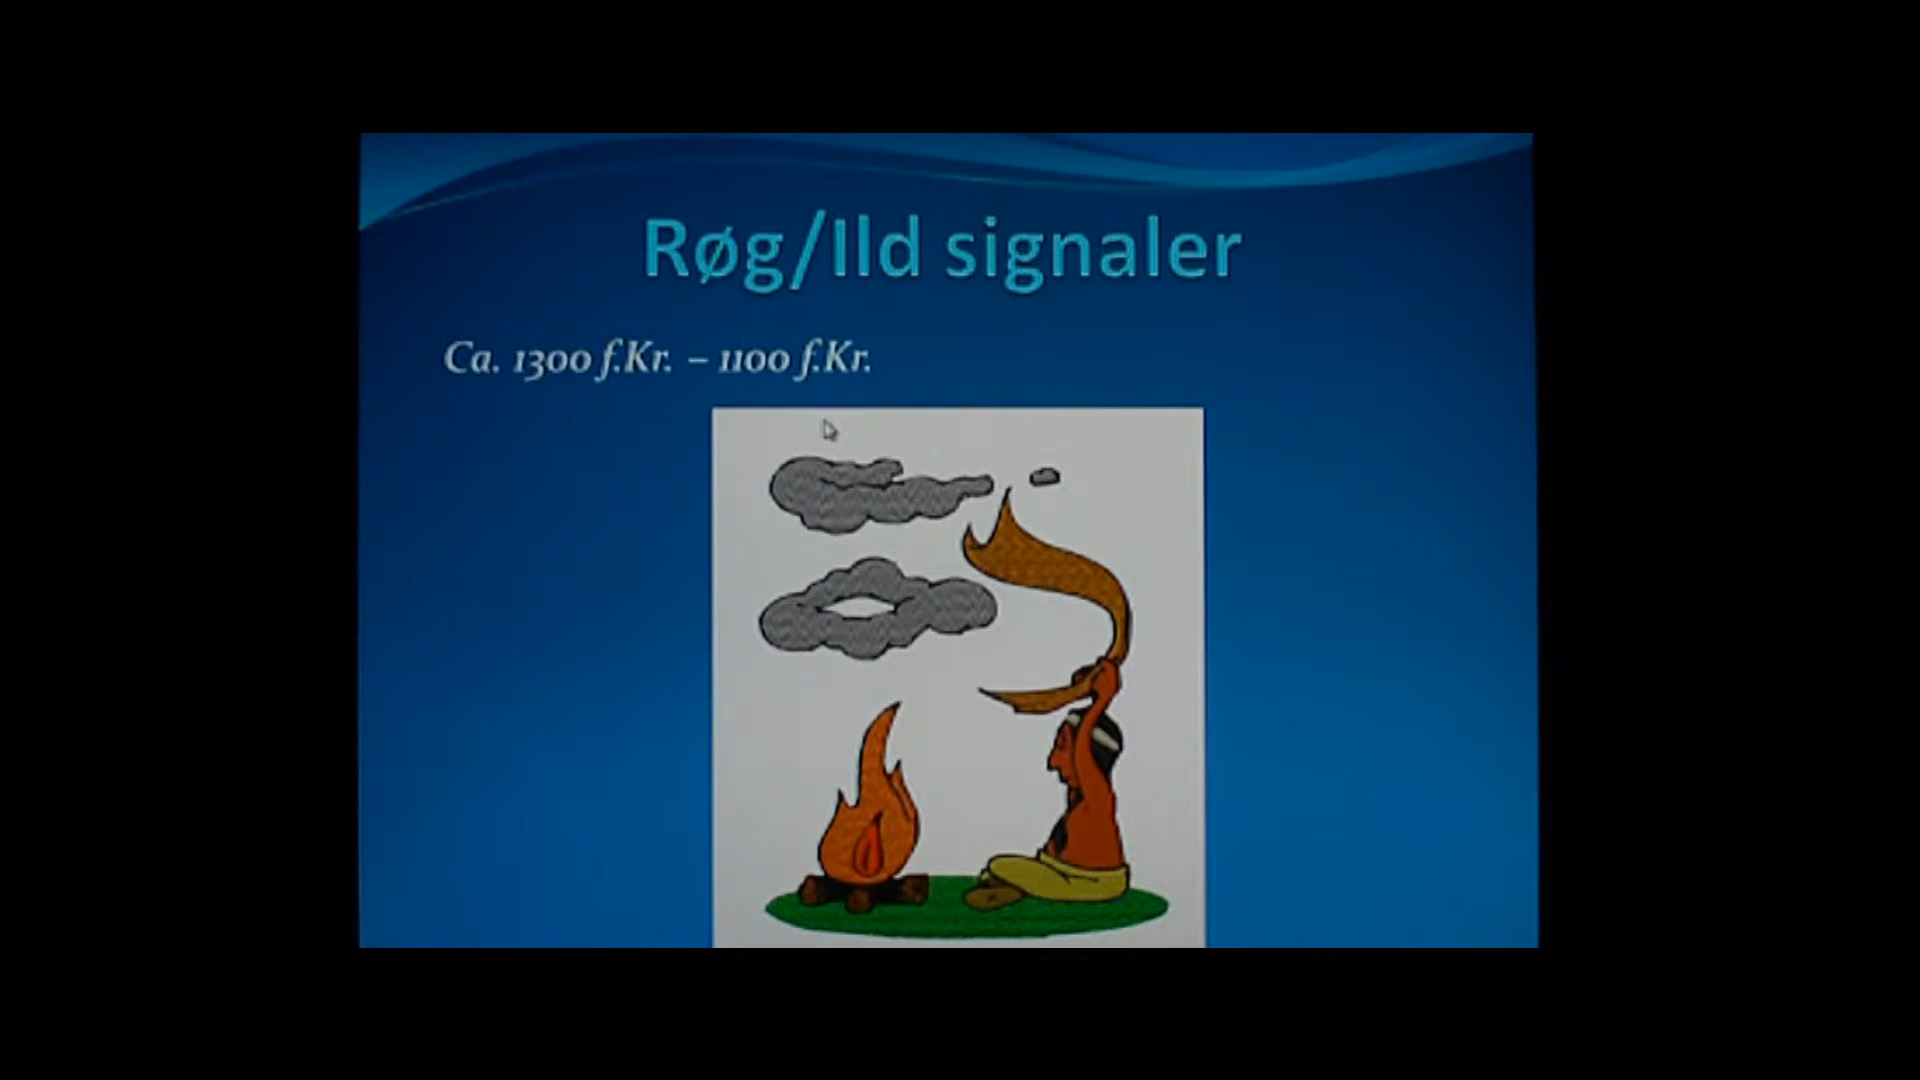 Røg/Ild signaler
Ca. 1300 f.Kr. – 1100 f.Kr.